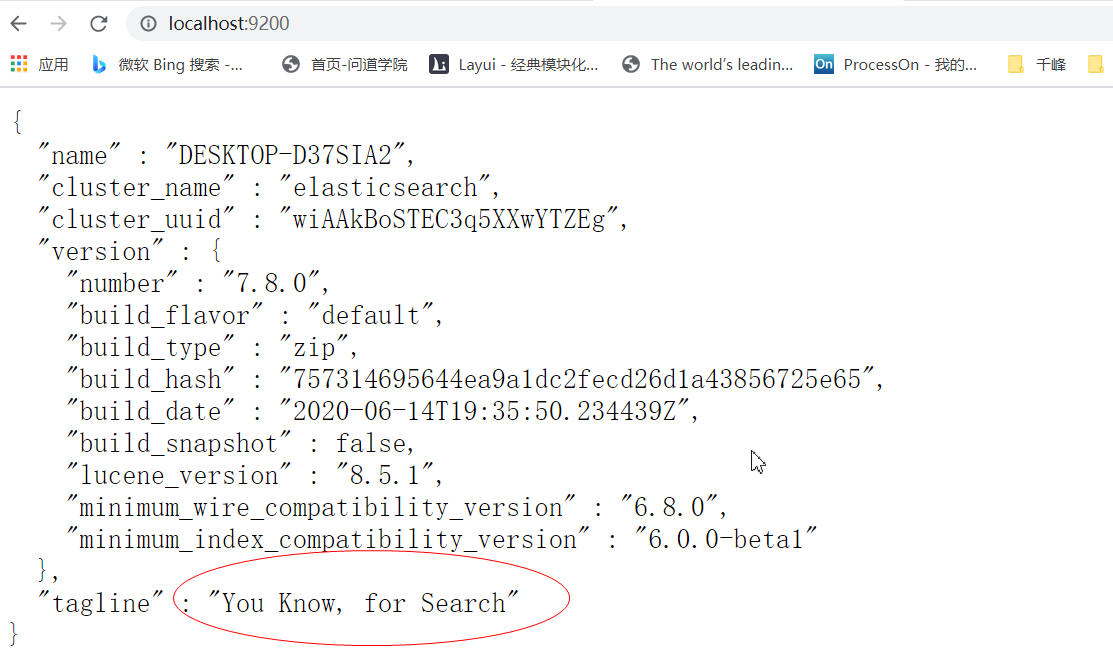 localhost:9200
应用 微软 Bing 搜索 -... 首页-问道学院 Layui - 经典模块化... The world's leadin... On ProcessOn - 我的... 千峰
{
"name" : "DESKTOP-D37SIA2",
"cluster_name" : "elasticsearch",
"cluster_uuid" : "wiAAkBoSTEC3q5XXwYTZEg",
"version" : {
"number" : "7.8.0",
"build_flavor" : "default",
"build_type" : "zip",
"build_hash" : "757314695644ea9a1dc2fecd26d1a43856725e65",
"build_date" : "2020-06-14T19:35:50.234439Z",
"build_snapshot" : false,
"lucene_version" : "8.5.1",
"minimum_wire_compatibility_version" : "6.8.0",
"minimum_index_compatibility_version" : "6.0.0-beta1"
},
"tagline" : "You Know, for Search"
}